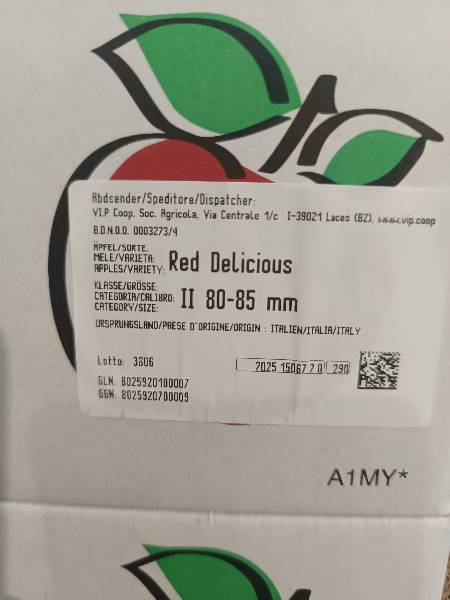 Abdsender/Speditore/Dispatcher:
VI.P Coop. Soc. Agricola, Via Centrale 1/c I-39021 Laces (BZ), www.vip.coop
B.D.N.O.O. 0003273/4
APFEL/SORTE:
MELE/VARIETA:
APPLES/VARIETY: Red Delicious
KLASSE/GRÖSSE:
CATEGORIA/CALIBRO: II 80-85 mm
CATEGORY/SIZE:
URSPRUNGSLAND/PAESE D'ORIGINE/ORIGIN : ITALIEN/ITALIA/ITALY
Lotto: 3606
2025 15067 2 0 290
GLN. 8025920100007
GGN. 8025920700009
A1MY*